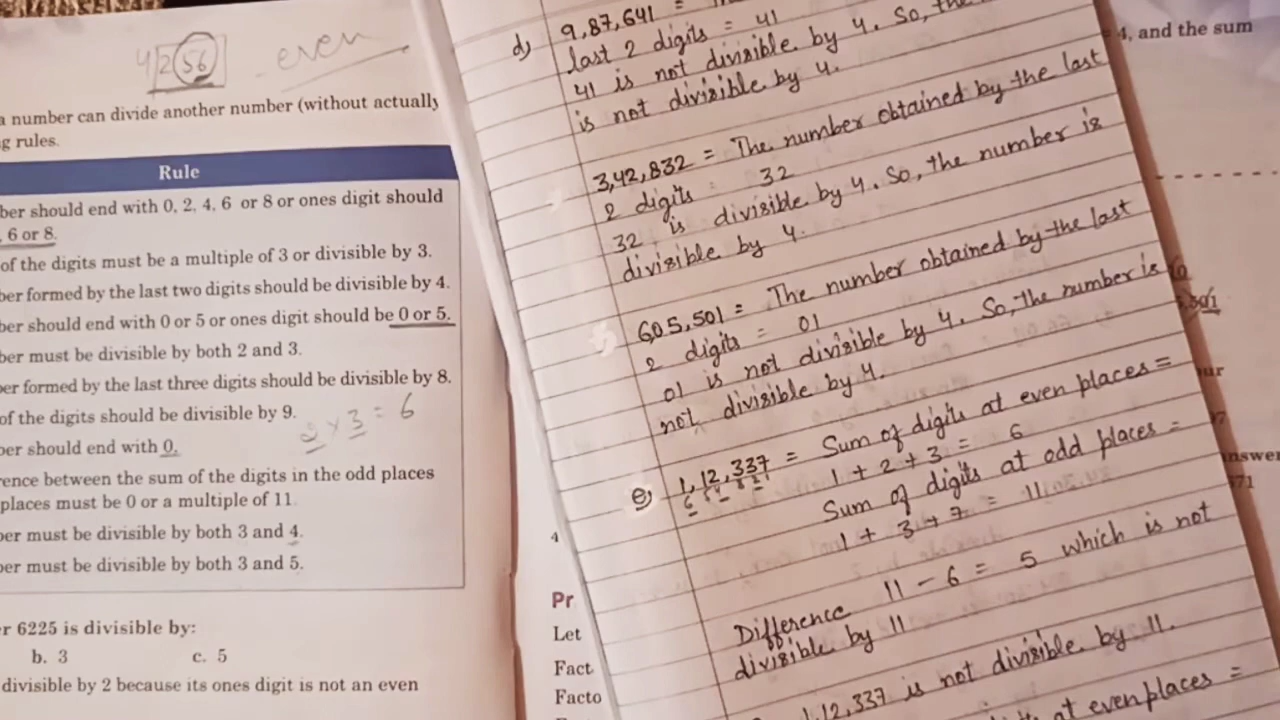 4 2 56 even
a number can divide another number (without actually
g rules.
Rule
ber should end with 0, 2, 4, 6 or 8 or ones digit should
, 6 or 8.
of the digits must be a multiple of 3 or divisible by 3.
ber formed by the last two digits should be divisible by 4.
ber should end with 0 or 5 or ones digit should be 0 or 5.
ber must be divisible by both 2 and 3.
ber formed by the last three digits should be divisible by 8.
of the digits should be divisible by 9.
2 × 3 = 6
ber should end with 0.
rence between the sum of the digits in the odd places
places must be 0 or a multiple of 11.
ber must be divisible by both 3 and 4.
ber must be divisible by both 3 and 5.
r 6225 is divisible by:
b. 3 c. 5
divisible by 2 because its ones digit is not an even
4
Pr
Let
Fact
Facto
d) 9,87,641 =
last 2 digits = 41
41 is not divisible by 4. So, the
is not divisible by 4.
3,42,832 = The number obtained by the last
2 digits = 32
32 is divisible by 4. So, the number is
divisible by 4.
6,05,501 = The number obtained by the last
2 digits = 01
01 is not divisible by 4. So, the number is
not divisible by 4.
e) 1,12,337 = Sum of digits at even places =
6 5 4 3 2 1
1 + 2 + 3 = 6
Sum of digits at odd places =
1 + 3 + 7 = 11
Difference 11 - 6 = 5 which is not
divisible by 11
1,12,337 is not divisible by 11.
at even places =
= 4, and the sum
ur
answer
571